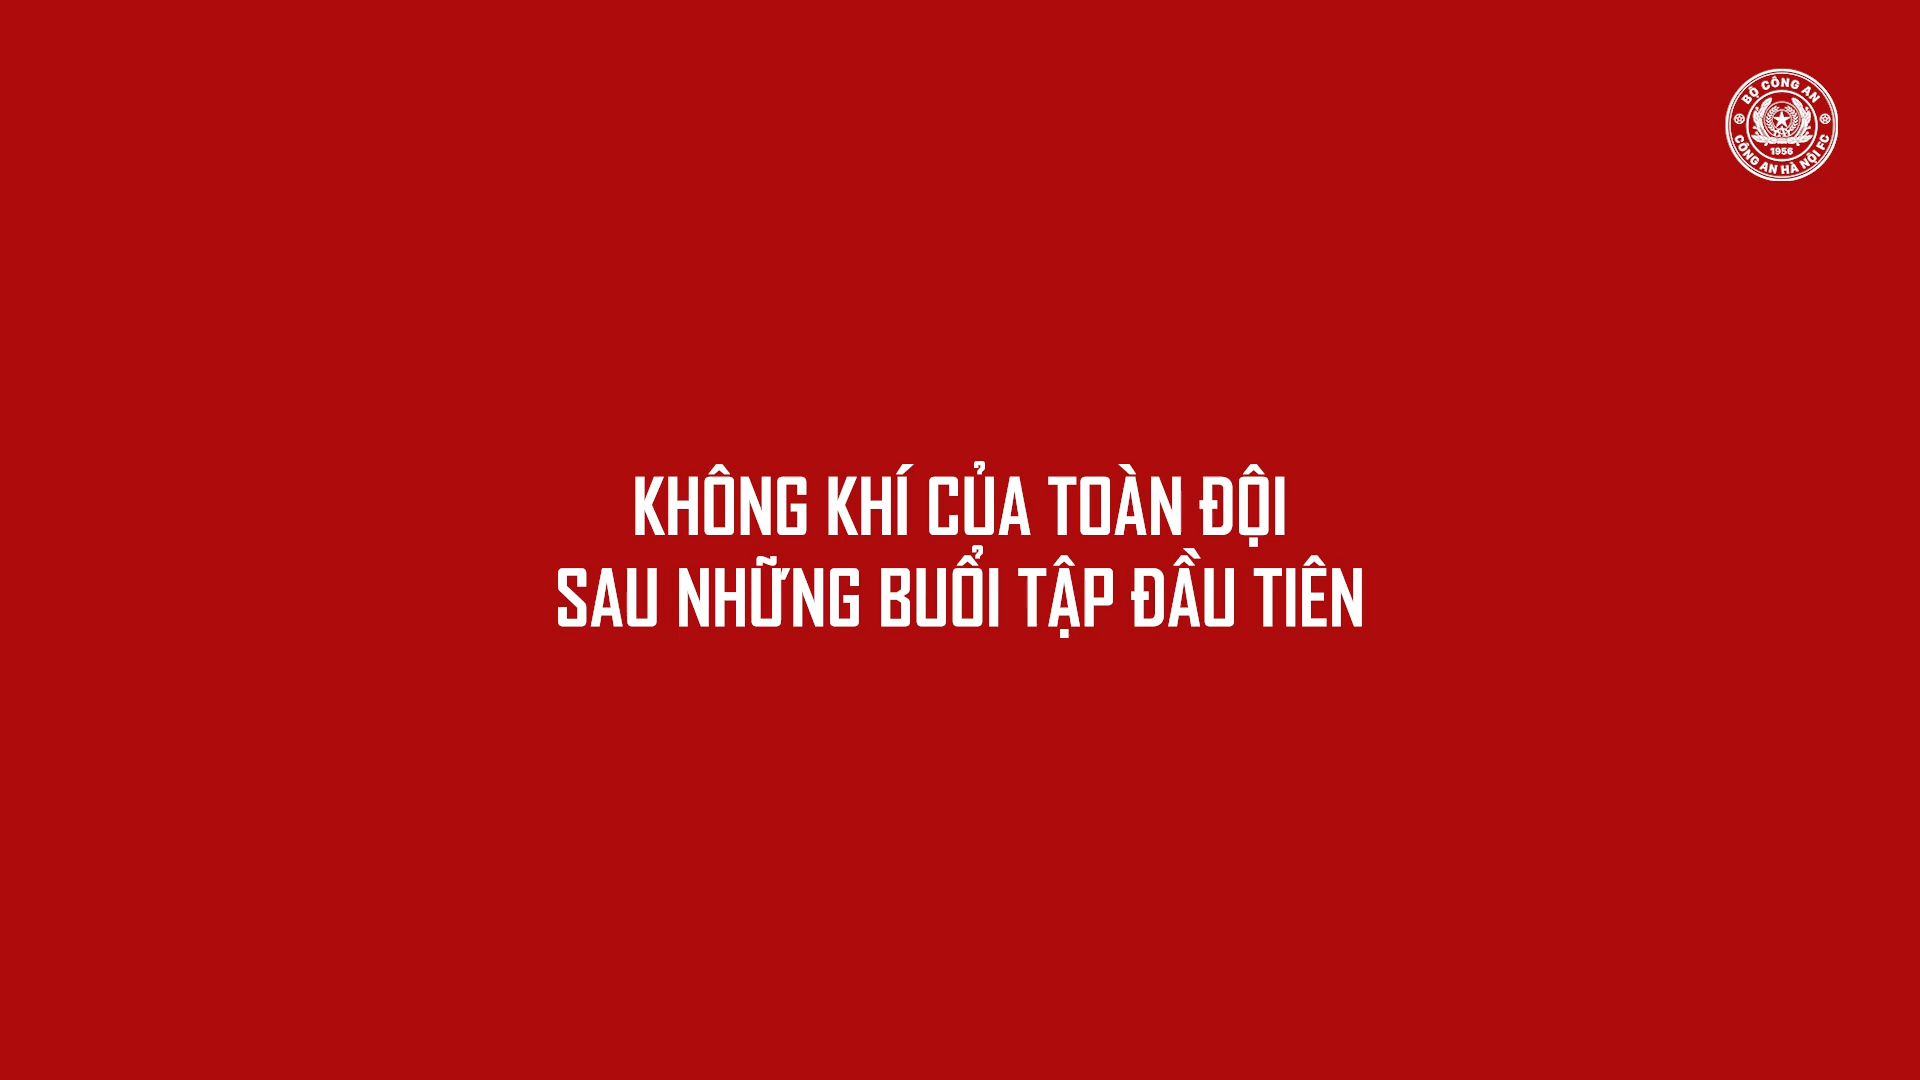 BỘ CÔNG AN
1956
CÔNG AN HÀ NỘI FC
KHÔNG KHÍ CỦA TOÀN ĐỘI
SAU NHỮNG BUỔI TẬP ĐẦU TIÊN